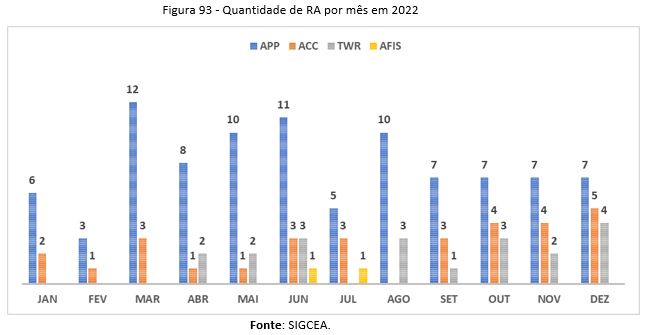 Figura 93 - Quantidade de RA por mês em 2022
APP ACC TWR AFIS
6 2
3 1
12 3
8 1 2
10 1 2
11 3 3 1
5 3 1
10 3
7 3 1
7 4 3
7 4 2
7 5 4
JAN FEV MAR ABR MAI JUN JUL AGO SET OUT NOV DEZ
Fonte: SIGCEA.